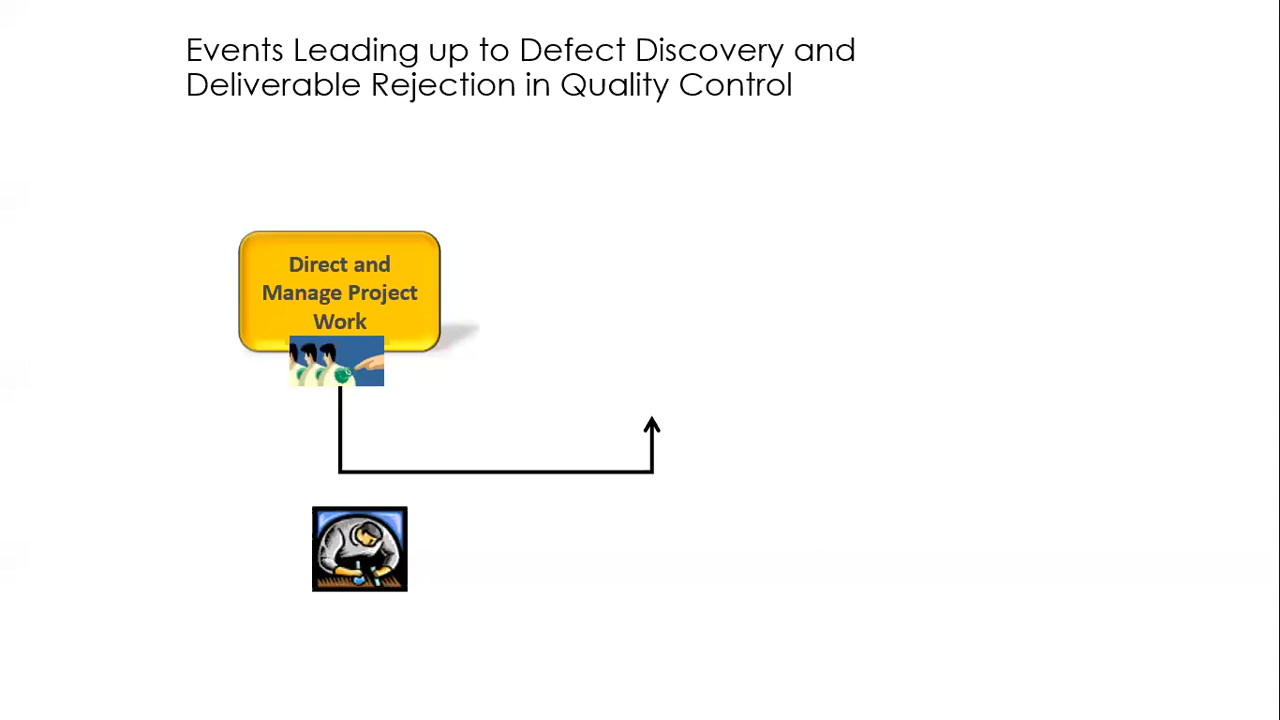 Events Leading up to Defect Discovery and
Deliverable Rejection in Quality Control
Direct and
Manage Project
Work